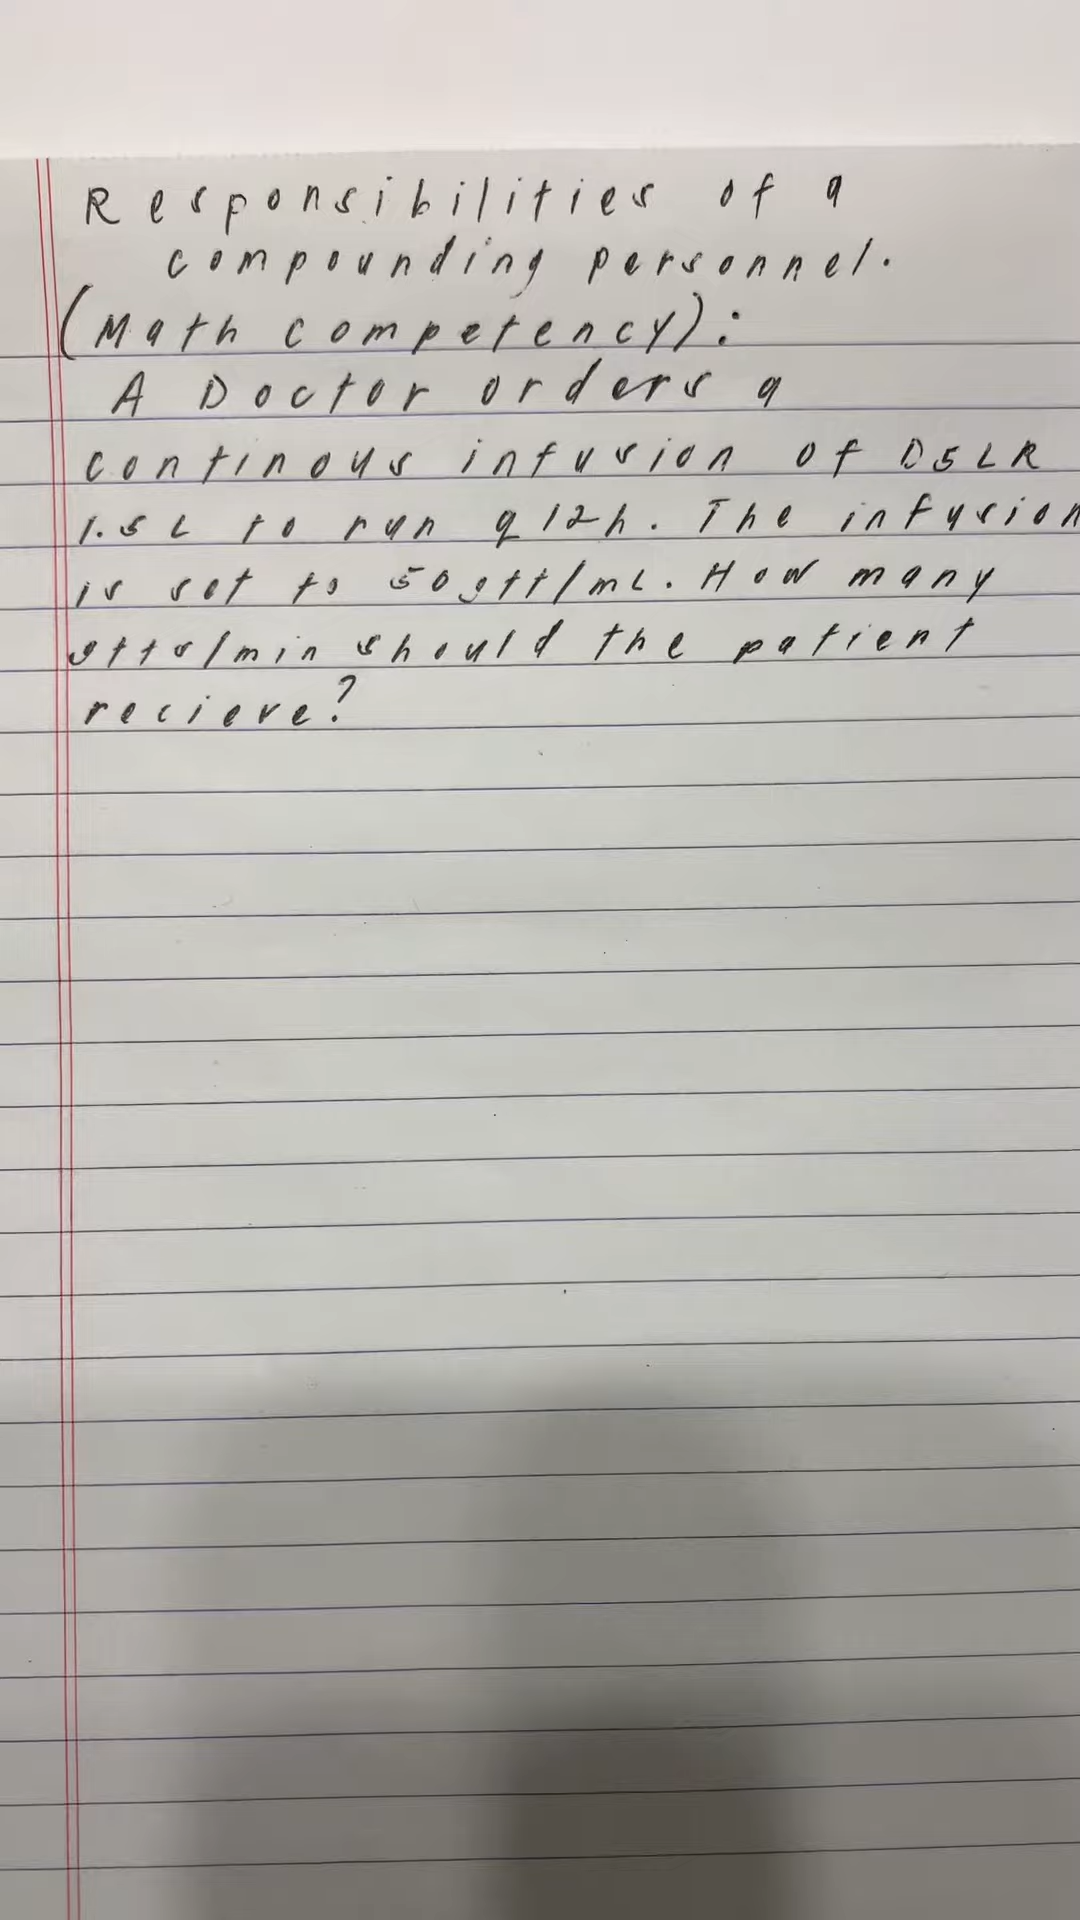 Responsibilities of a
compounding personnel.
(Math competency):
A Doctor orders a
continous infusion of D5LR
1.5 L to run q12h. The infusion
is set to 50gtt/mL. How many
gtts/min should the patient
recieve?